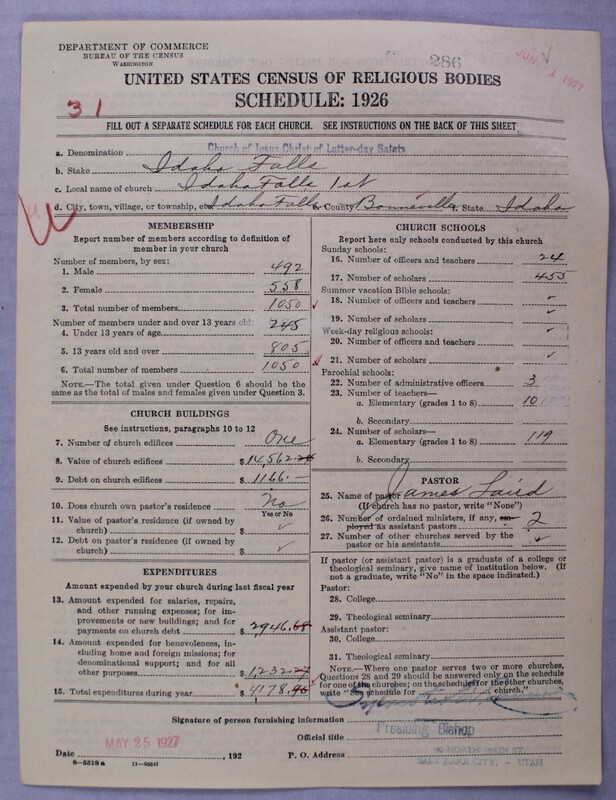 DEPARTMENT OF COMMERCE
BUREAU OF THE CENSUS
WASHINGTON
286
JUN 1 1927
UNITED STATES CENSUS OF RELIGIOUS BODIES
SCHEDULE: 1926
31
FILL OUT A SEPARATE SCHEDULE FOR EACH CHURCH. SEE INSTRUCTIONS ON THE BACK OF THIS SHEET
a. Denomination Church of Jesus Christ of Latter-day Saints
b. Stake Idaho Falls
c. Local name of church Idaho Falls 1st
d. City, town, village, or township, etc. Idaho Falls e. County Bonneville f. State Idaho
MEMBERSHIP
Report number of members according to definition of
member in your church
Number of members, by sex:
1. Male 492
2. Female 558
3. Total number of members 1050
Number of members under and over 13 years old:
4. Under 13 years of age 245
5. 13 years old and over 805
6. Total number of members 1050
NOTE.—The total given under Question 6 should be
same as the total of males and females given under Question 3.
CHURCH BUILDINGS
See instructions, paragraphs 10 to 12
7. Number of church edifices One
8. Value of church edifices $14,562.
9. Debt on church edifices $1166.—
10. Does church own pastor's residence No
Yes or No
11. Value of pastor's residence (if owned by
church) $ ✓
12. Debt on pastor's residence (if owned by
church) $ ✓
EXPENDITURES
Amount expended by your church during last fiscal year
13. Amount expended for salaries, repairs,
and other running expenses; for im-
provements or new buildings; and for
payments on church debt $2946.68
14. Amount expended for benevolences, in-
cluding home and foreign missions; for
denominational support; and for all
other purposes $1,232.27
15. Total expenditures during year $4178.
CHURCH SCHOOLS
Report here only schools conducted by this church
Sunday schools:
16. Number of officers and teachers 24
17. Number of scholars 455
Summer vacation Bible schools:
18. Number of officers and teachers ✓
19. Number of scholars ✓
Week-day religious schools: ✓
20. Number of officers and teachers
21. Number of scholars ✓
Parochial schools:
22. Number of administrative officers 3
23. Number of teachers—
a. Elementary (grades 1 to 8) 10
b. Secondary
24. Number of scholars—
a. Elementary (grades 1 to 8) 119
b. Secondary
PASTOR
25. Name of pastor James Laird
(If church has no pastor, write "None")
26. Number of ordained ministers, if any, em-
ployed as assistant pastors 2
27. Number of other churches served by the
pastor or his assistants ✓
If pastor (or assistant pastor) is a graduate of a college or
theological seminary, give name of institution below. (If
not a graduate, write "No" in the space indicated.)
Pastor:
28. College
29. Theological seminary
Assistant pastor:
30. College
31. Theological seminary
NOTE.—Where one pastor serves two or more churches,
Questions 28 and 29 should be answered only on the schedule
for one of the churches; on the schedules for the other churches,
write "See schedule for church."
Signature of person furnishing information
Official title Presiding Bishop
MAY 25 1927
Date , 192 P. O. Address 40 NORTH MAIN ST.
SALT LAKE CITY, - UTAH
8-5518a